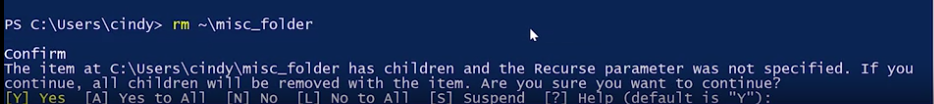 PS C:\Users\cindy> rm ~\misc_folder
Confirm
The item at C:\Users\cindy\misc_folder has children and the Recurse parameter was not specified. If you
continue, all children will be removed with the item. Are you sure you want to continue?
[Y] Yes  [A] Yes to All  [N] No  [L] No to All  [S] Suspend  [?] Help (default is "Y"):